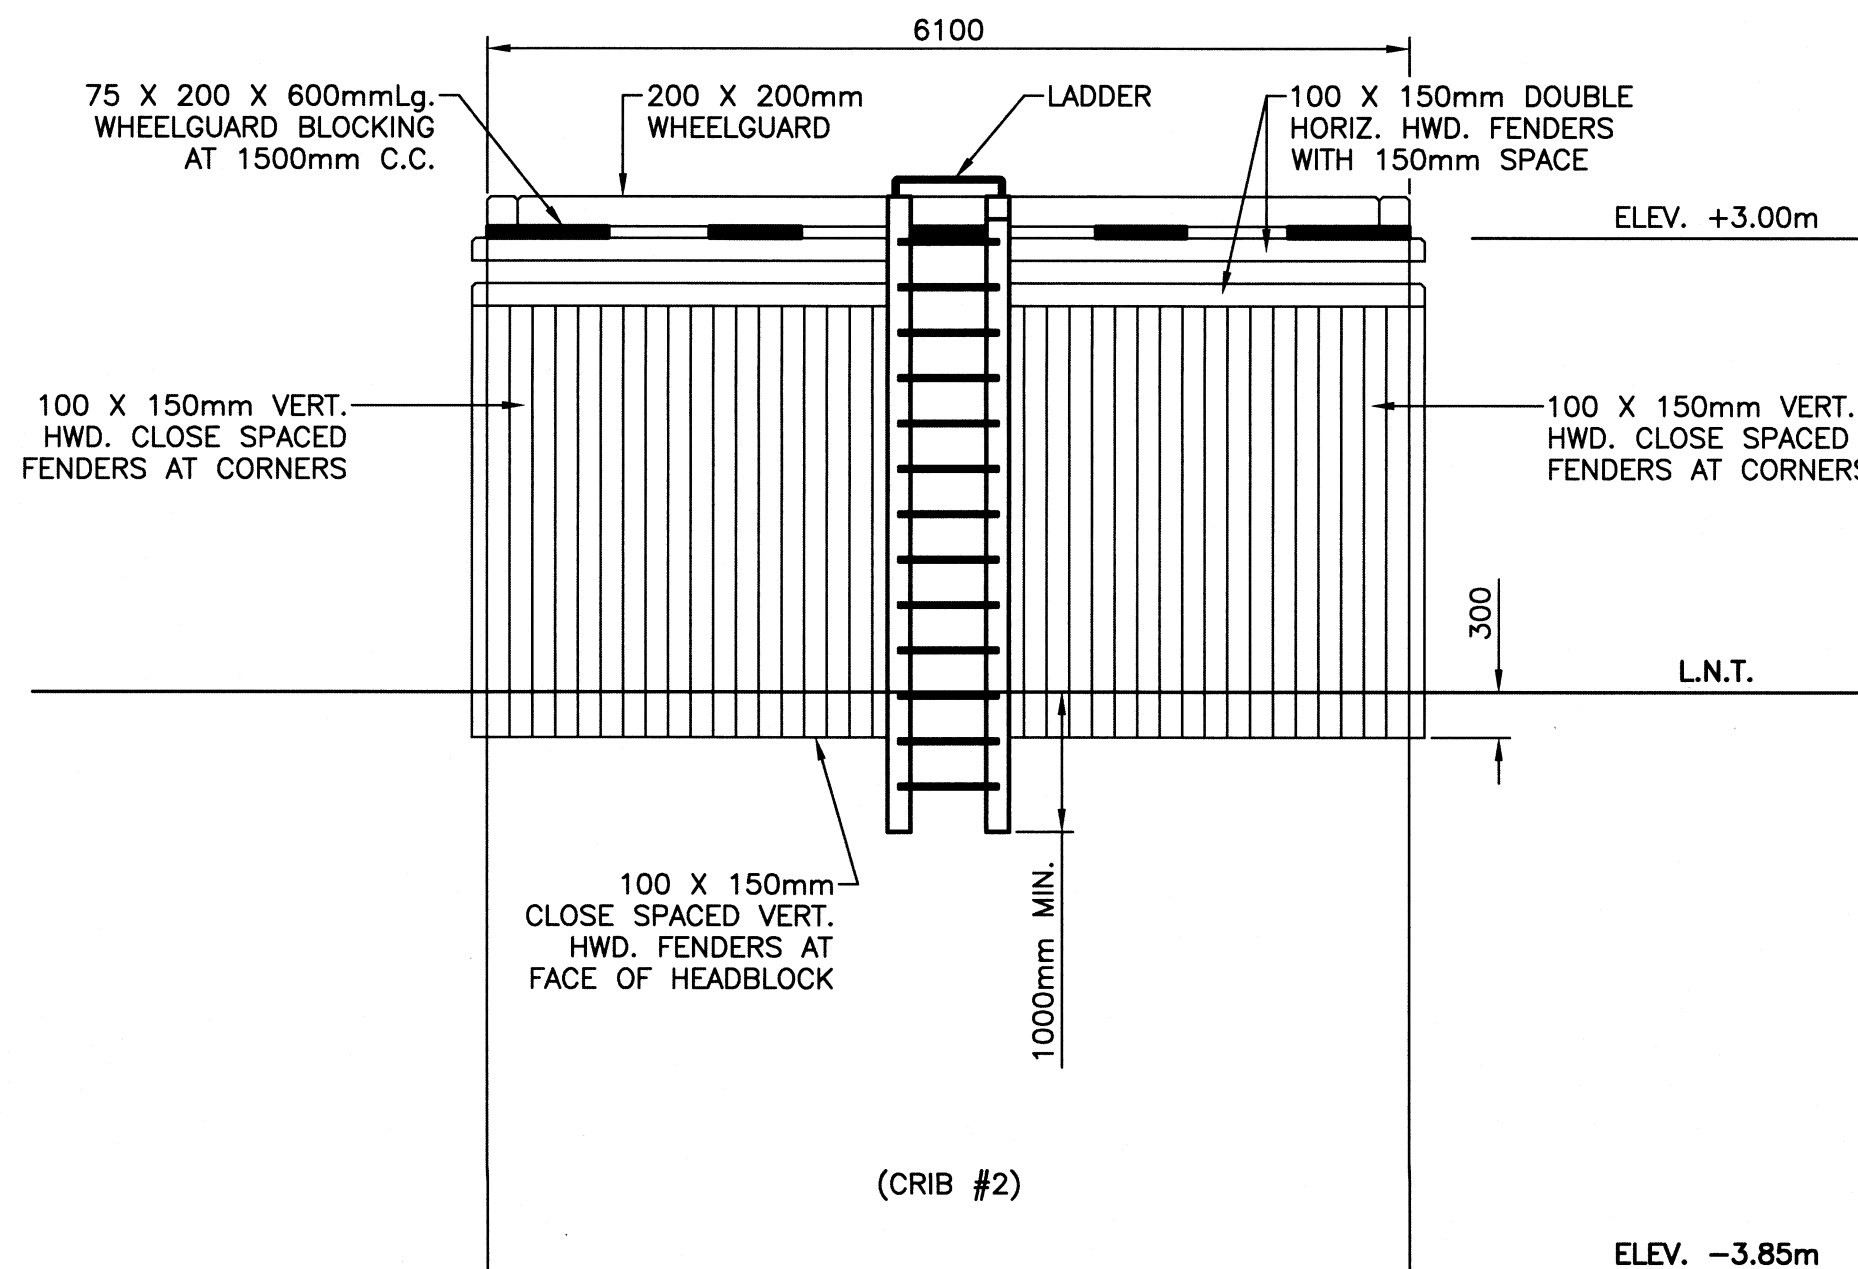 6100
75 X 200 X 600mmLg.
WHEELGUARD BLOCKING
AT 1500mm C.C.
200 X 200mm
WHEELGUARD
LADDER
100 X 150mm DOUBLE
HORIZ. HWD. FENDERS
WITH 150mm SPACE
ELEV. +3.00m
100 X 150mm VERT.
HWD. CLOSE SPACED
FENDERS AT CORNERS
100 X 150mm VERT.
HWD. CLOSE SPACED
FENDERS AT CORNERS
300
L.N.T.
100 X 150mm
CLOSE SPACED VERT.
HWD. FENDERS AT
FACE OF HEADBLOCK
1000mm MIN.
(CRIB #2)
ELEV. -3.85m